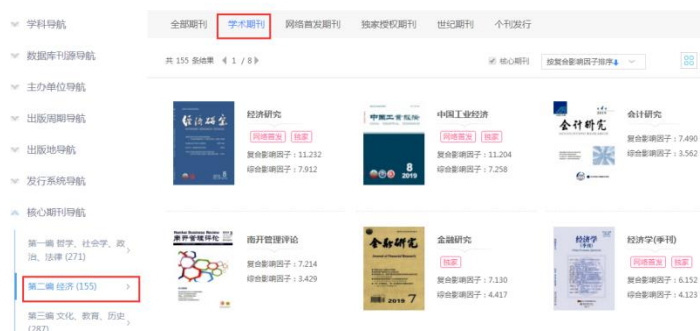 学科导航
数据库刊源导航
主办单位导航
出版周期导航
出版地导航
发行系统导航
核心期刊导航
第一编 哲学、社会学、政
治、法律 (271)
第二编 经济 (155)
第三编 文化、教育、历史
(287)
全部期刊 学术期刊 网络首发期刊 独家授权期刊 世纪期刊 个刊发行
共 155 条结果 1 / 8
核心期刊 按复合影响因子排序
经济研究
网络首发 独家
复合影响因子：11.232
综合影响因子：7.912
中国工业经济
8
2019
中国工业经济
网络首发 独家
复合影响因子：11.204
综合影响因子：7.258
会计研究
会计研究
复合影响因子：7.490
综合影响因子：3.562
南开管理评论
南开管理评论
复合影响因子：7.214
综合影响因子：3.429
金融研究
2019 7
金融研究
独家
复合影响因子：7.130
综合影响因子：4.417
经济学
(季刊)
经济学(季刊)
网络首发 独家
复合影响因子：6.152
综合影响因子：4.123